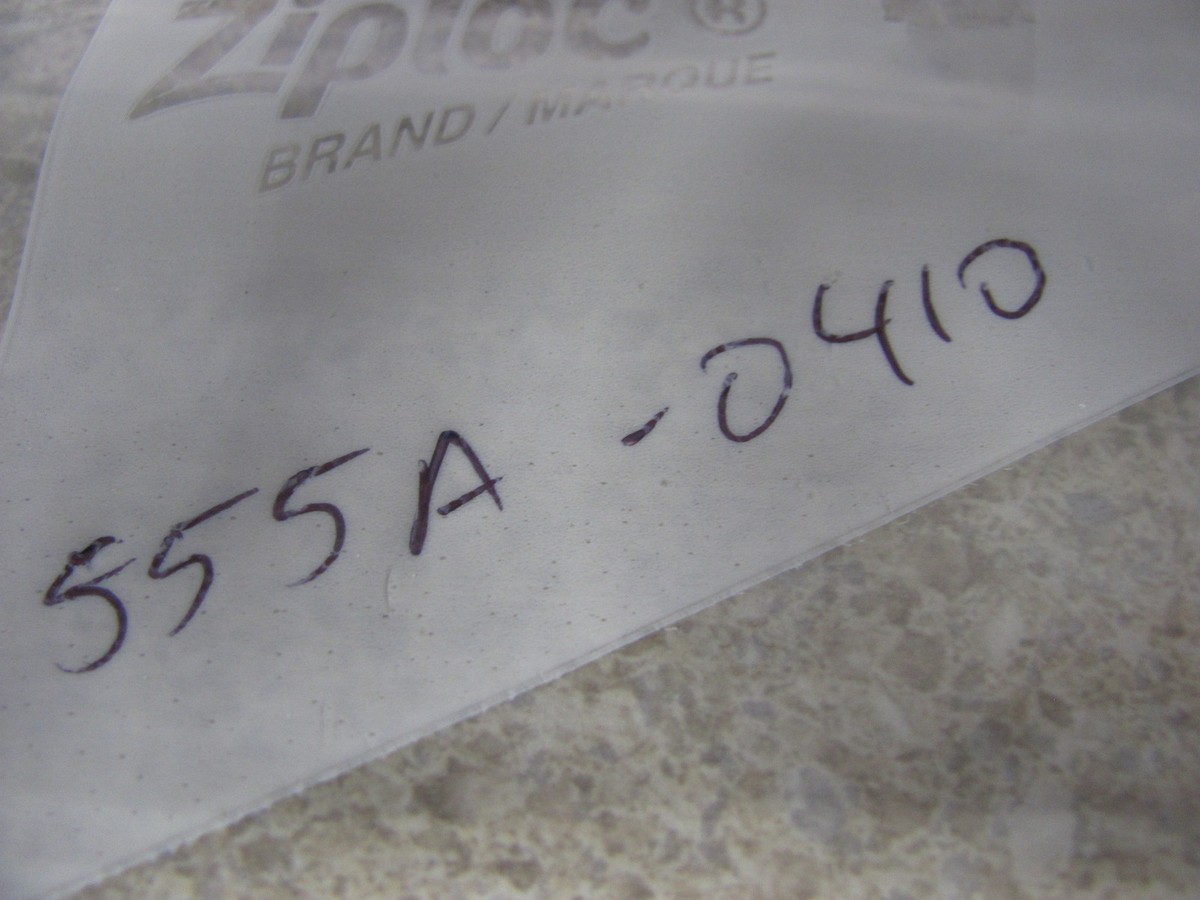 Ziploc ®
BRAND / MARQUE
555A-0410